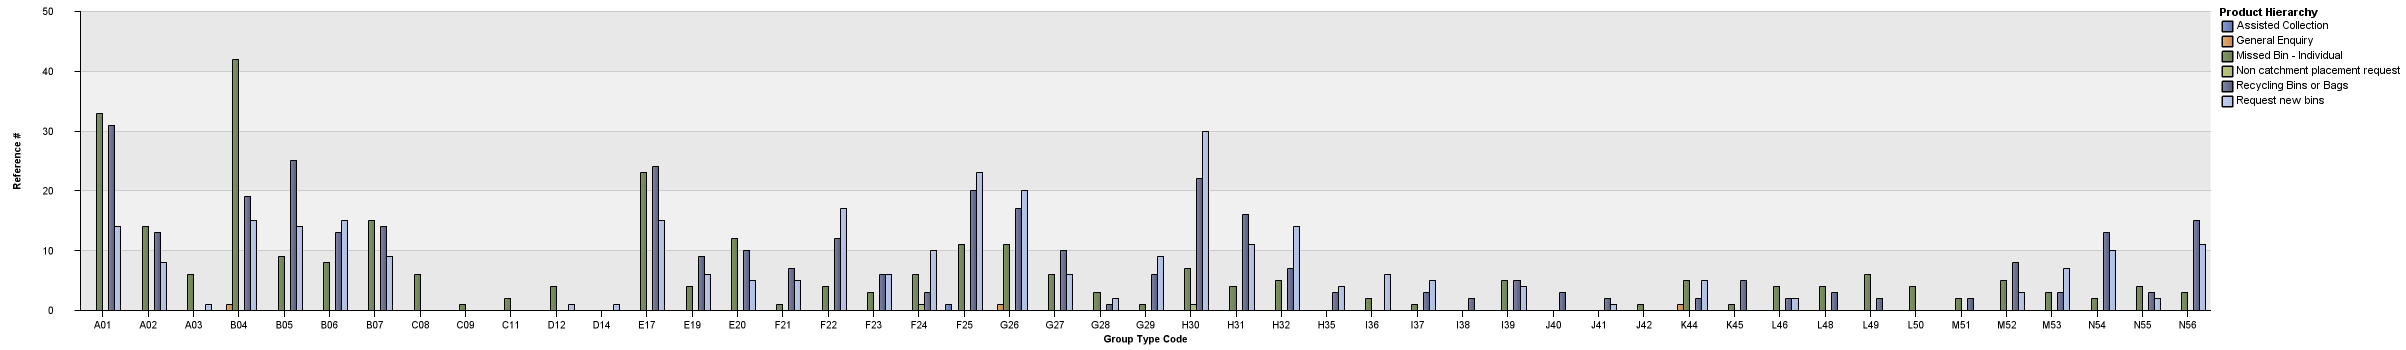 50
40
30
20
10
0
Reference #
A01 A02 A03 B04 B05 B06 B07 C08 C09 C11 D12 D14 E17 E19 E20 F21 F22 F23 F24 F25 G26 G27 G28 G29 H30 H31 H32 H35 I36 I37 I38 I39 J40 J41 J42 K44 K45 L46 L48 L49 L50 M51 M52 M53 N54 N55 N56
Group Type Code
Product Hierarchy
Assisted Collection
General Enquiry
Missed Bin - Individual
Non catchment placement request
Recycling Bins or Bags
Request new bins